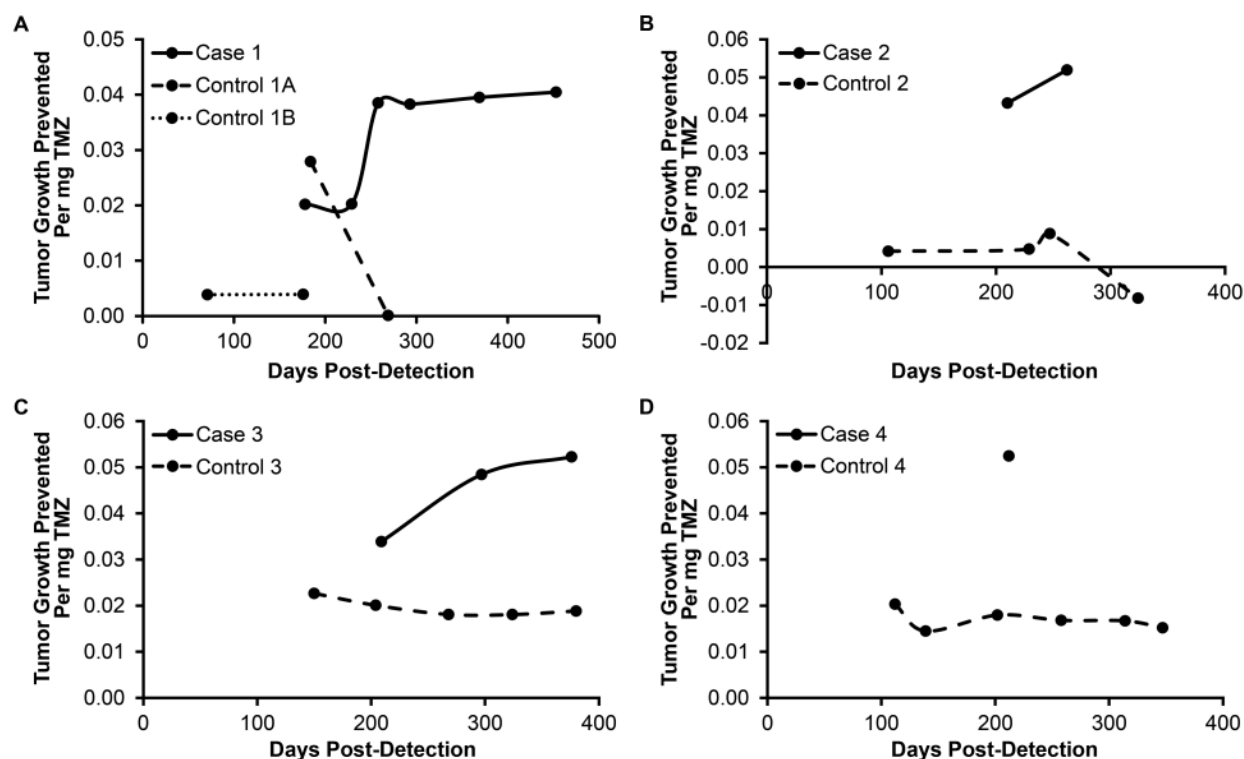 A
Tumor Growth Prevented
Per mg TMZ
0.05
0.04
0.03
0.02
0.01
0.00
Case 1
Control 1A
Control 1B
0 100 200 300 400 500
Days Post-Detection
B
Tumor Growth Prevented
Per mg TMZ
0.06
0.05
0.04
0.03
0.02
0.01
0.00
-0.01
-0.02
Case 2
Control 2
0 100 200 300 400
Days Post-Detection
C
Tumor Growth Prevented
Per mg TMZ
0.06
0.05
0.04
0.03
0.02
0.01
0.00
Case 3
Control 3
0 100 200 300 400
Days Post-Detection
D
Tumor Growth Prevented
Per mg TMZ
0.06
0.05
0.04
0.03
0.02
0.01
0.00
Case 4
Control 4
0 100 200 300 400
Days Post-Detection